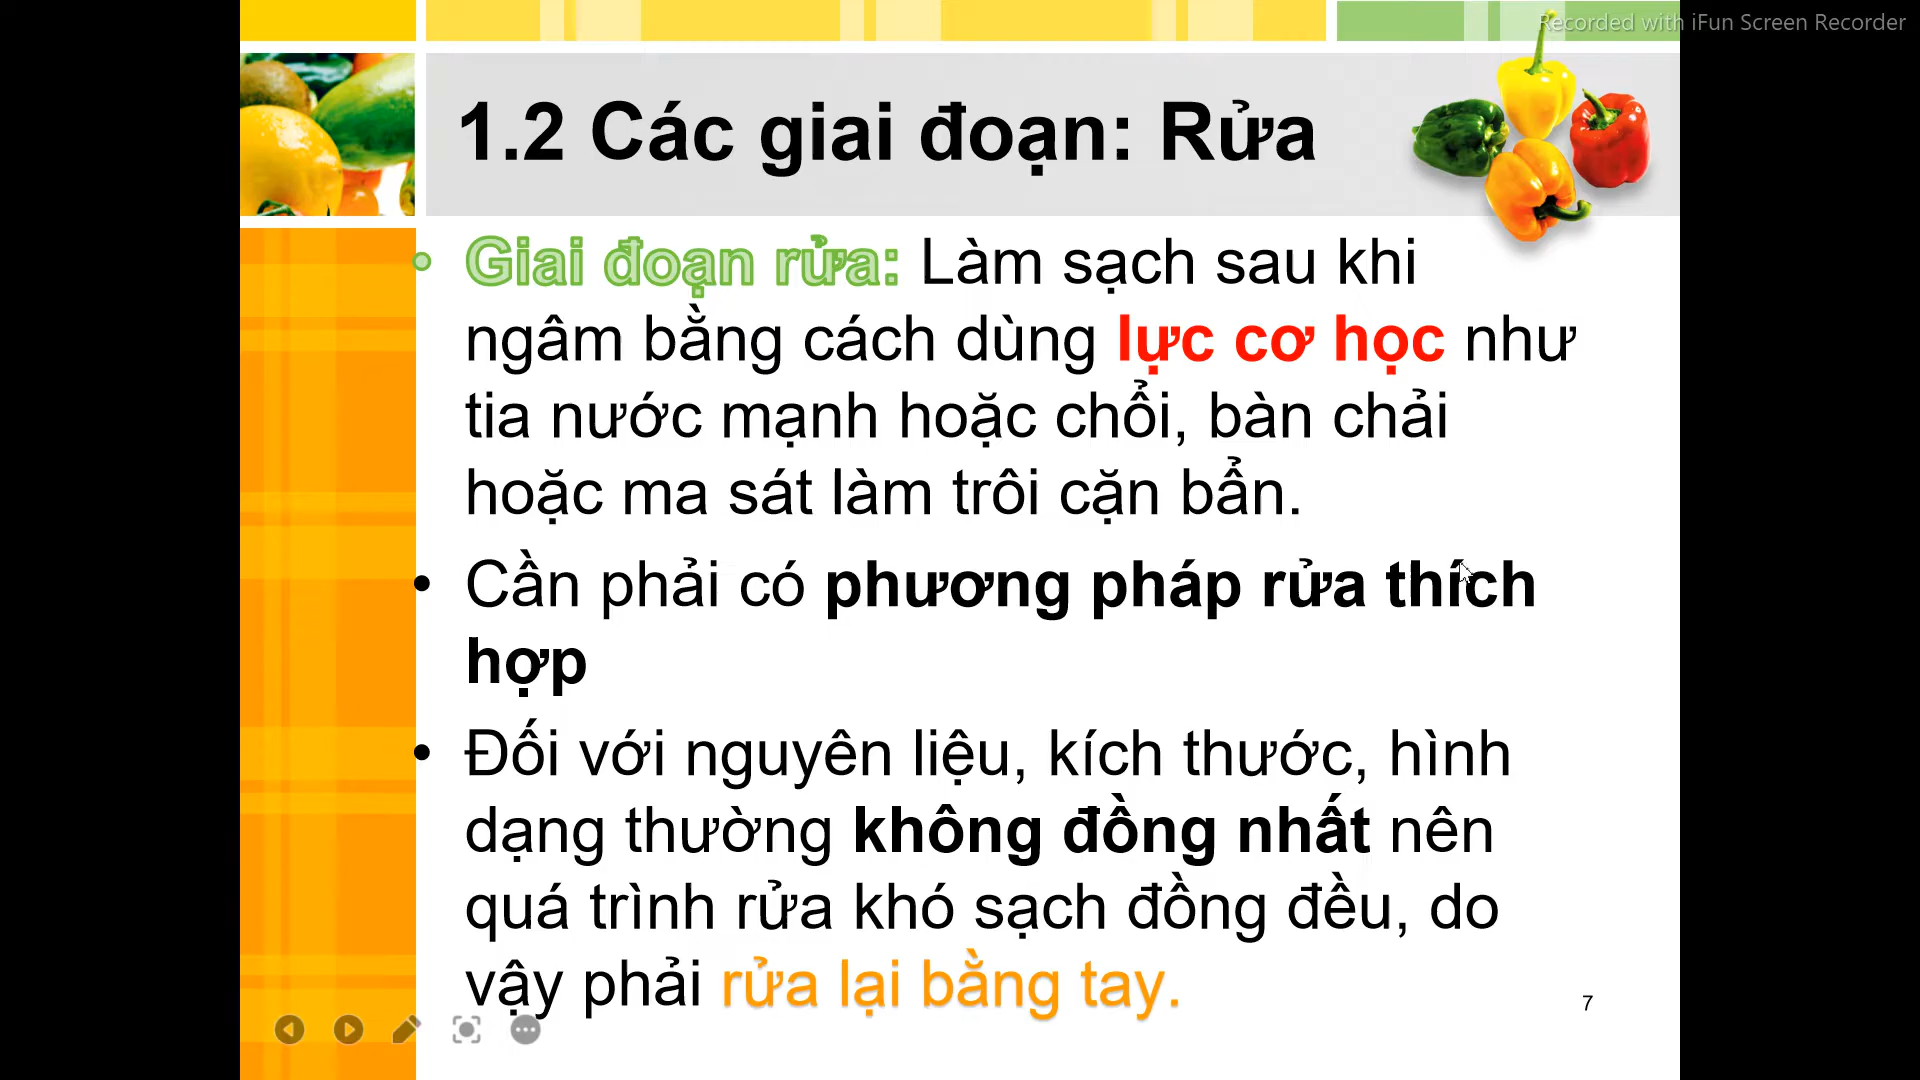 Recorded with iFun Screen Recorder
1.2 Các giai đoạn: Rửa
• Giai đoạn rửa: Làm sạch sau khi
ngâm bằng cách dùng lực cơ học như
tia nước mạnh hoặc chổi, bàn chải
hoặc ma sát làm trôi cặn bẩn.
• Cần phải có phương pháp rửa thích
hợp
• Đối với nguyên liệu, kích thước, hình
dạng thường không đồng nhất nên
quá trình rửa khó sạch đồng đều, do
vậy phải rửa lại bằng tay.
7